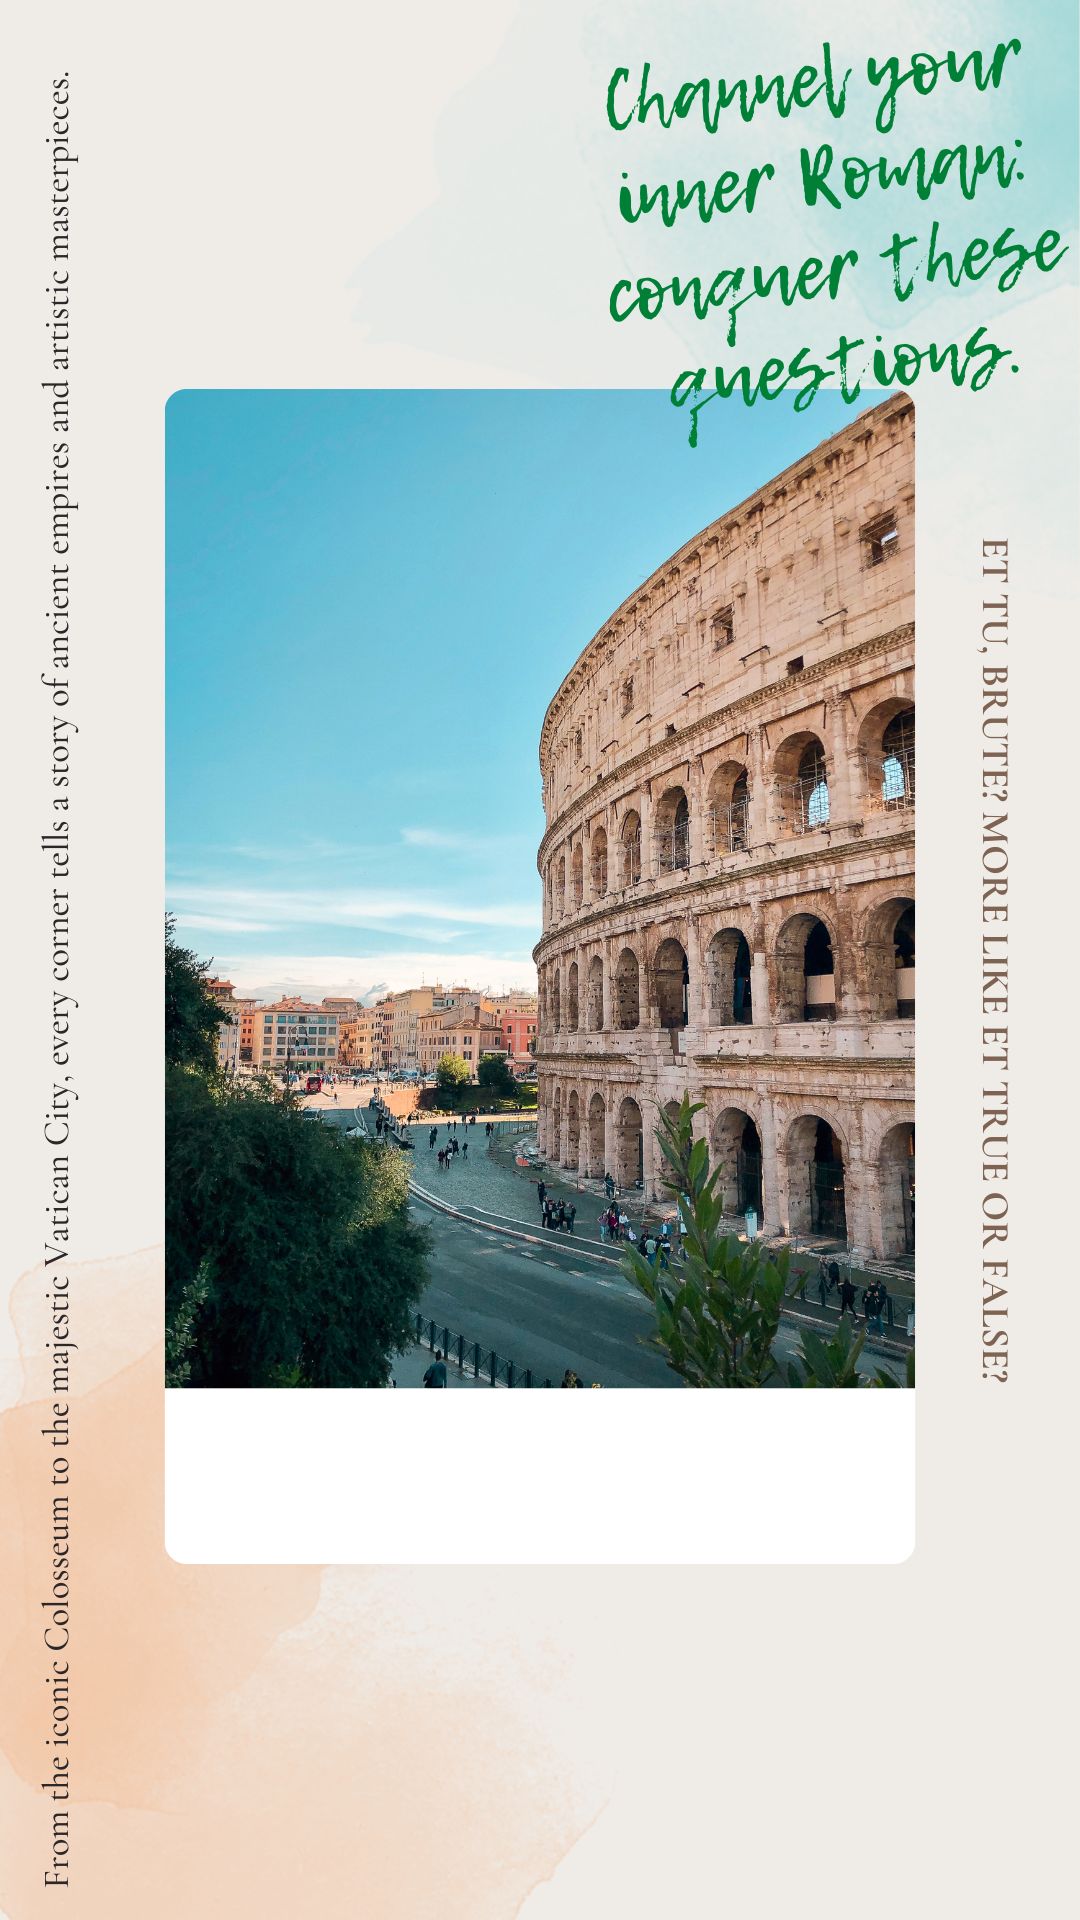 Channel your
inner Roman:
conquer these
questions.
From the iconic Colosseum to the majestic Vatican City, every corner tells a story of ancient empires and artistic masterpieces.
ET TU, BRUTE? MORE LIKE ET TRUE OR FALSE?